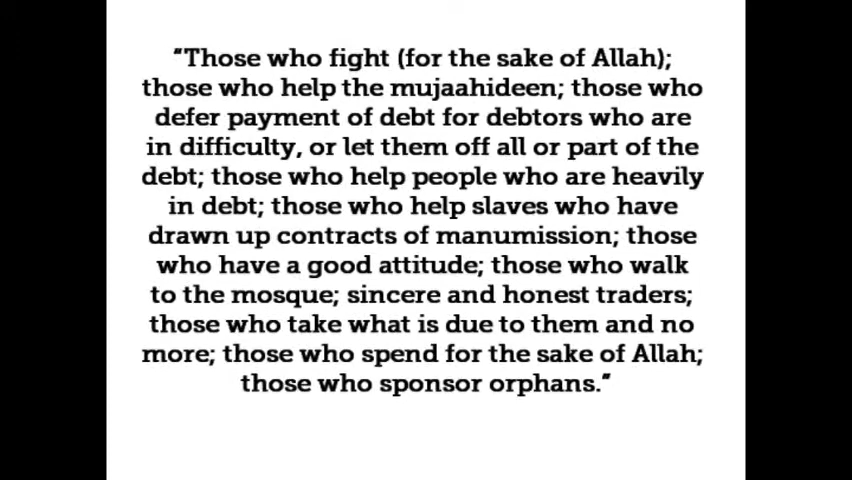 “Those who fight (for the sake of Allah);
those who help the mujaahideen; those who
defer payment of debt for debtors who are
in difficulty, or let them off all or part of the
debt; those who help people who are heavily
in debt; those who help slaves who have
drawn up contracts of manumission; those
who have a good attitude; those who walk
to the mosque; sincere and honest traders;
those who take what is due to them and no
more; those who spend for the sake of Allah;
those who sponsor orphans.”